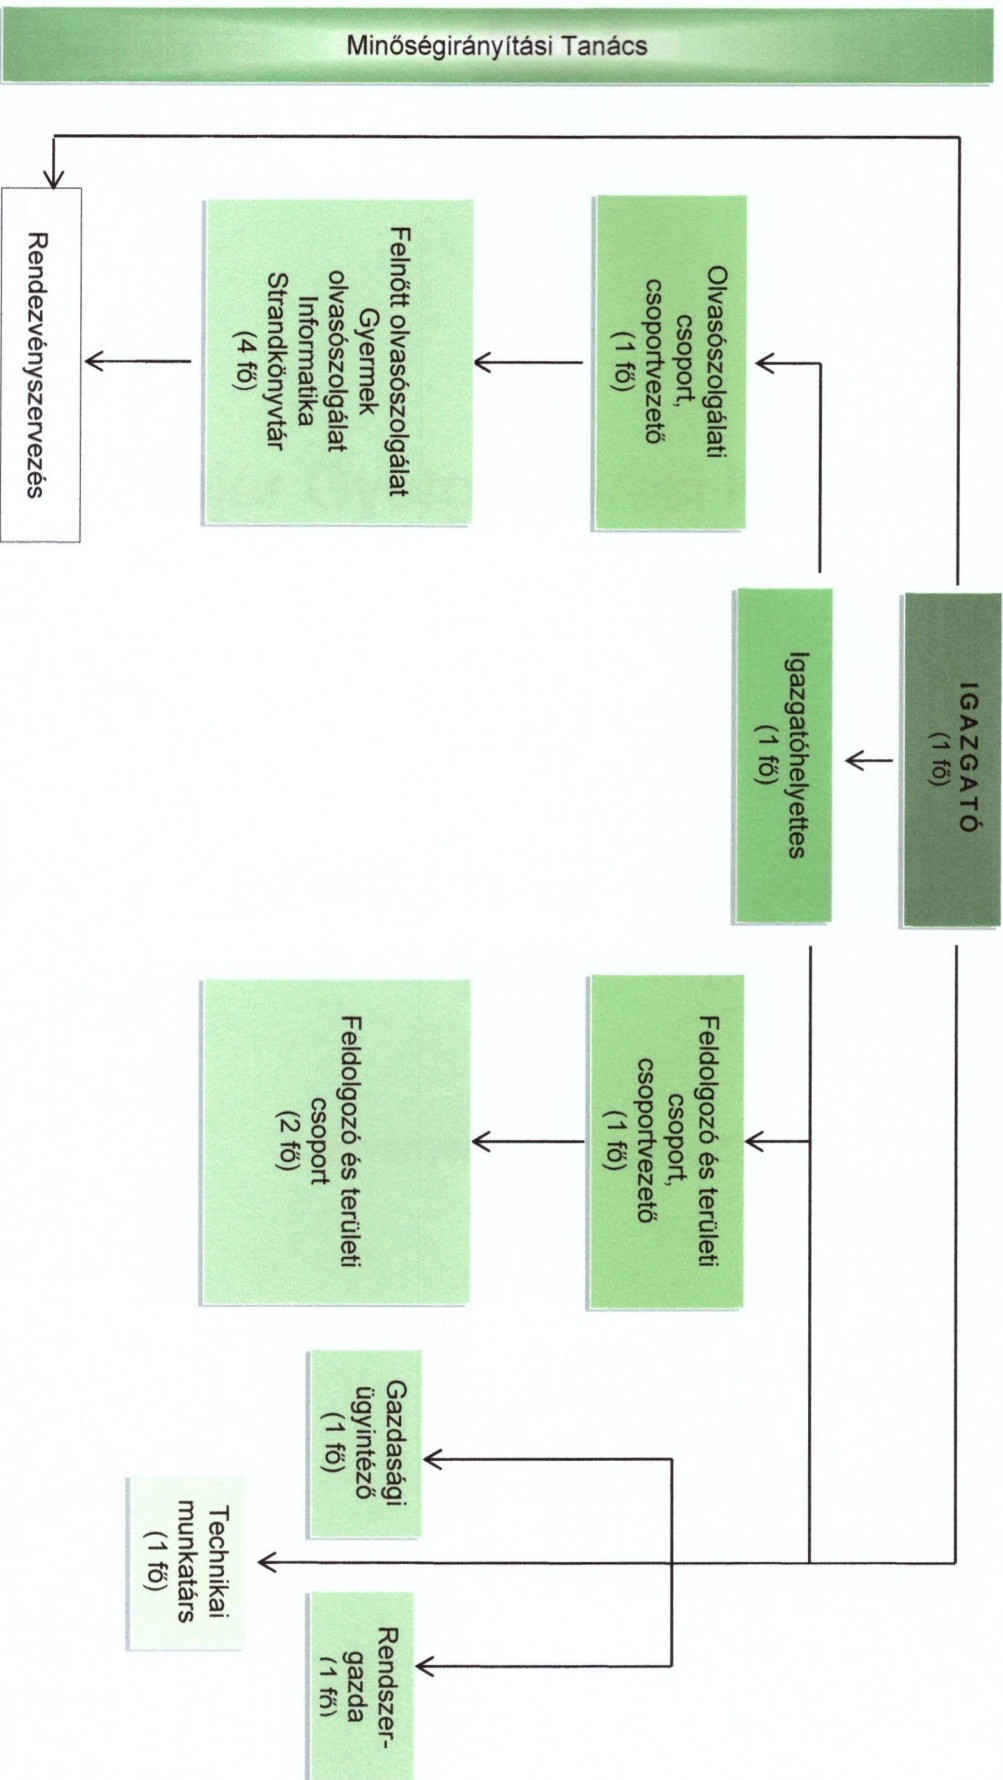 IGAZGATÓ
(1 fő)
Igazgatóhelyettes
(1 fő)
Olvasószolgálati
csoport,
csoportvezető
(1 fő)
Feldolgozó és területi
csoport,
csoportvezető
(1 fő)
Felnőtt olvasószolgálat
Gyermek
olvasószolgálat
Informatika
Strandkönyvtár
(4 fő)
Feldolgozó és területi
csoport
(2 fő)
Gazdasági
ügyintéző
(1 fő)
Rendszer-
gazda
(1 fő)
Technikai
munkatárs
(1 fő)
Rendezvényszervezés
Minőségirányítási Tanács